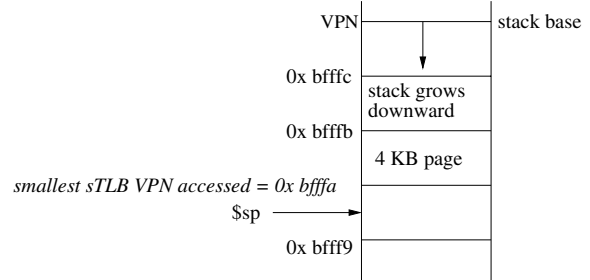 VPN
stack base
0x bfffc
stack grows
downward
0x bfffb
4 KB page
smallest sTLB VPN accessed = 0x bfffa
$sp
0x bfff9